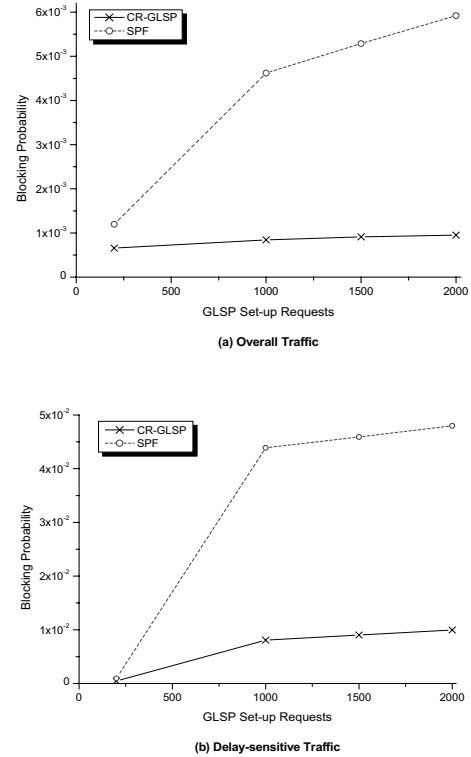 6x10⁻³
5x10⁻³
4x10⁻³
3x10⁻³
2x10⁻³
1x10⁻³
0
Blocking Probability
CR-GLSP
SPF
0 500 1000 1500 2000
GLSP Set-up Requests
(a) Overall Traffic
5x10⁻²
4x10⁻²
3x10⁻²
2x10⁻²
1x10⁻²
0
Blocking Probability
CR-GLSP
SPF
0 500 1000 1500 2000
GLSP Set-up Requests
(b) Delay-sensitive Traffic